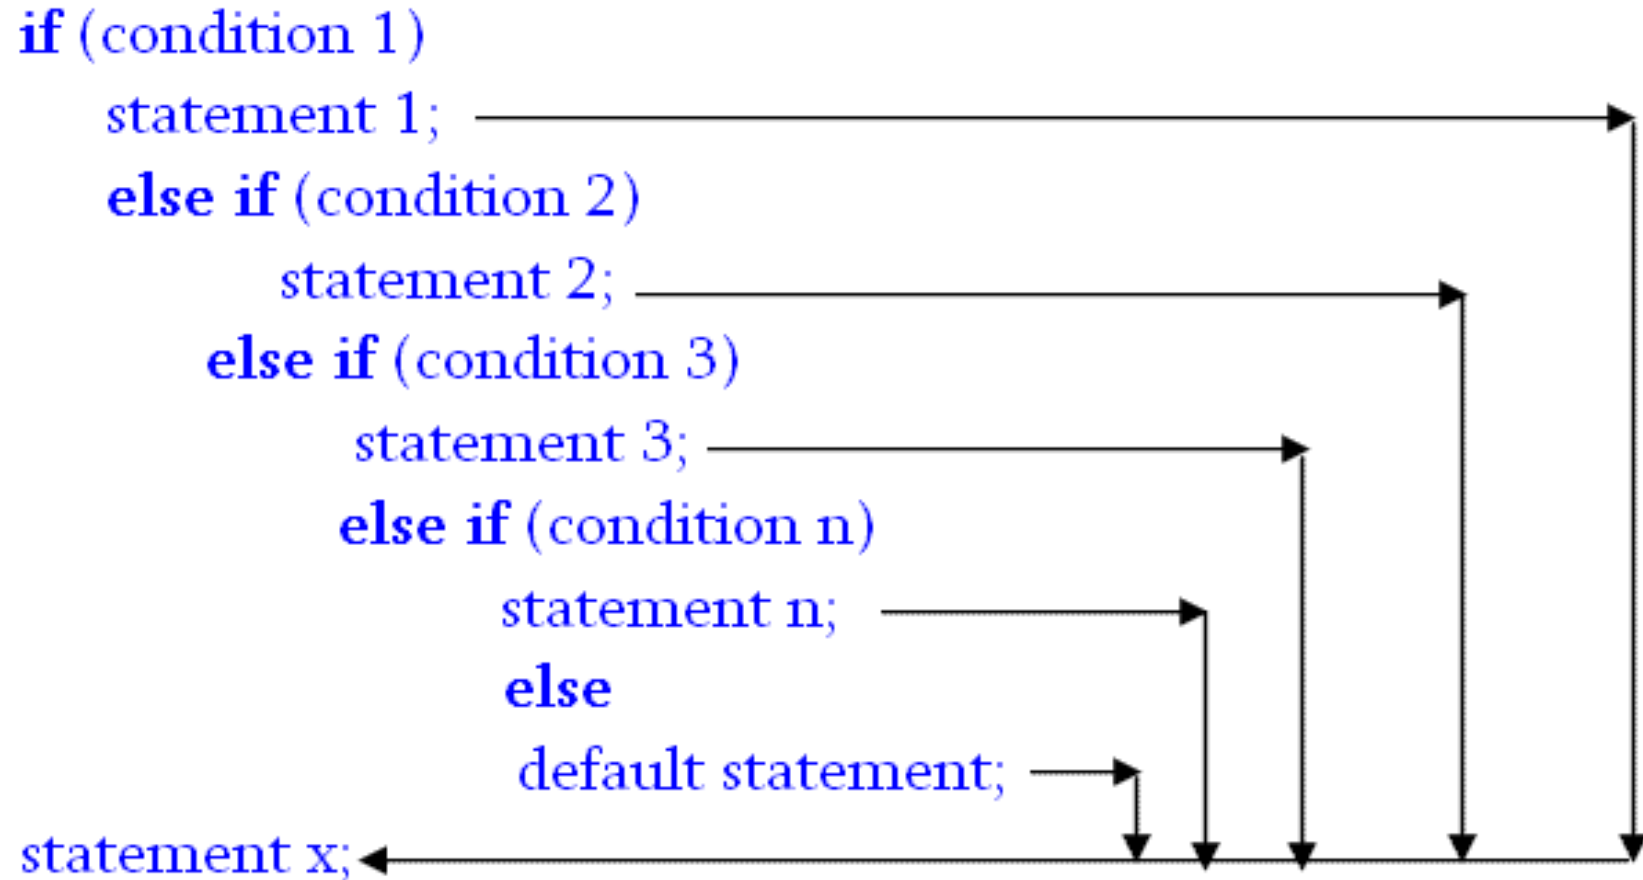 if (condition 1)
statement 1;
else if (condition 2)
statement 2;
else if (condition 3)
statement 3;
else if (condition n)
statement n;
else
default statement;
statement x;